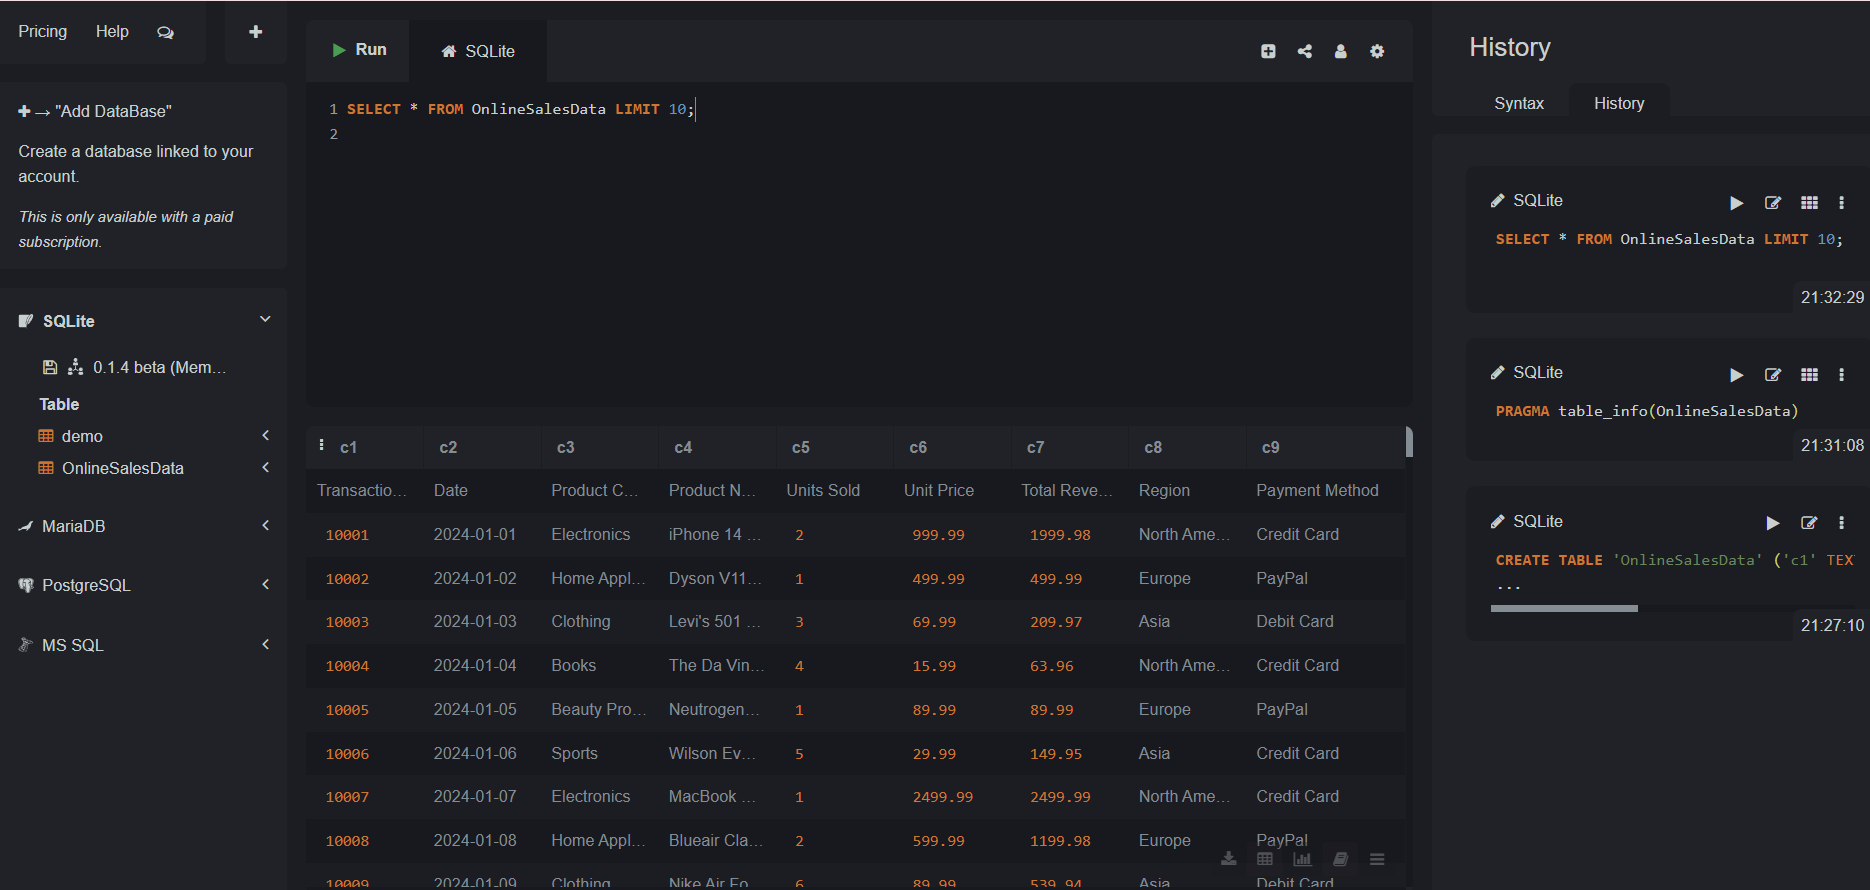 Pricing Help
"Add DataBase"
Create a database linked to your
account.
This is only available with a paid
subscription.
SQLite
0.1.4 beta (Mem...
Table
demo
OnlineSalesData
MariaDB
PostgreSQL
MS SQL
Run
SQLite
1 SELECT * FROM OnlineSalesData LIMIT 10;
2
c1 c2 c3 c4 c5 c6 c7 c8 c9
Transactio... Date Product C... Product N... Units Sold Unit Price Total Reve... Region Payment Method
10001 2024-01-01 Electronics iPhone 14 ... 2 999.99 1999.98 North Ame... Credit Card
10002 2024-01-02 Home Appl... Dyson V11... 1 499.99 499.99 Europe PayPal
10003 2024-01-03 Clothing Levi's 501 ... 3 69.99 209.97 Asia Debit Card
10004 2024-01-04 Books The Da Vin... 4 15.99 63.96 North Ame... Credit Card
10005 2024-01-05 Beauty Pro... Neutrogen... 1 89.99 89.99 Europe PayPal
10006 2024-01-06 Sports Wilson Ev... 5 29.99 149.95 Asia Credit Card
10007 2024-01-07 Electronics MacBook ... 1 2499.99 2499.99 North Ame... Credit Card
10008 2024-01-08 Home Appl... Blueair Cla... 2 599.99 1199.98 Europe PayPal
10009 2024-01-09 Clothing Nike Air Fo... 6 89.99 539.94 Asia Debit Card
History
Syntax History
SQLite
SELECT * FROM OnlineSalesData LIMIT 10;
21:32:29
SQLite
PRAGMA table_info(OnlineSalesData)
21:31:08
SQLite
CREATE TABLE 'OnlineSalesData' ('c1' TEX
...
21:27:10